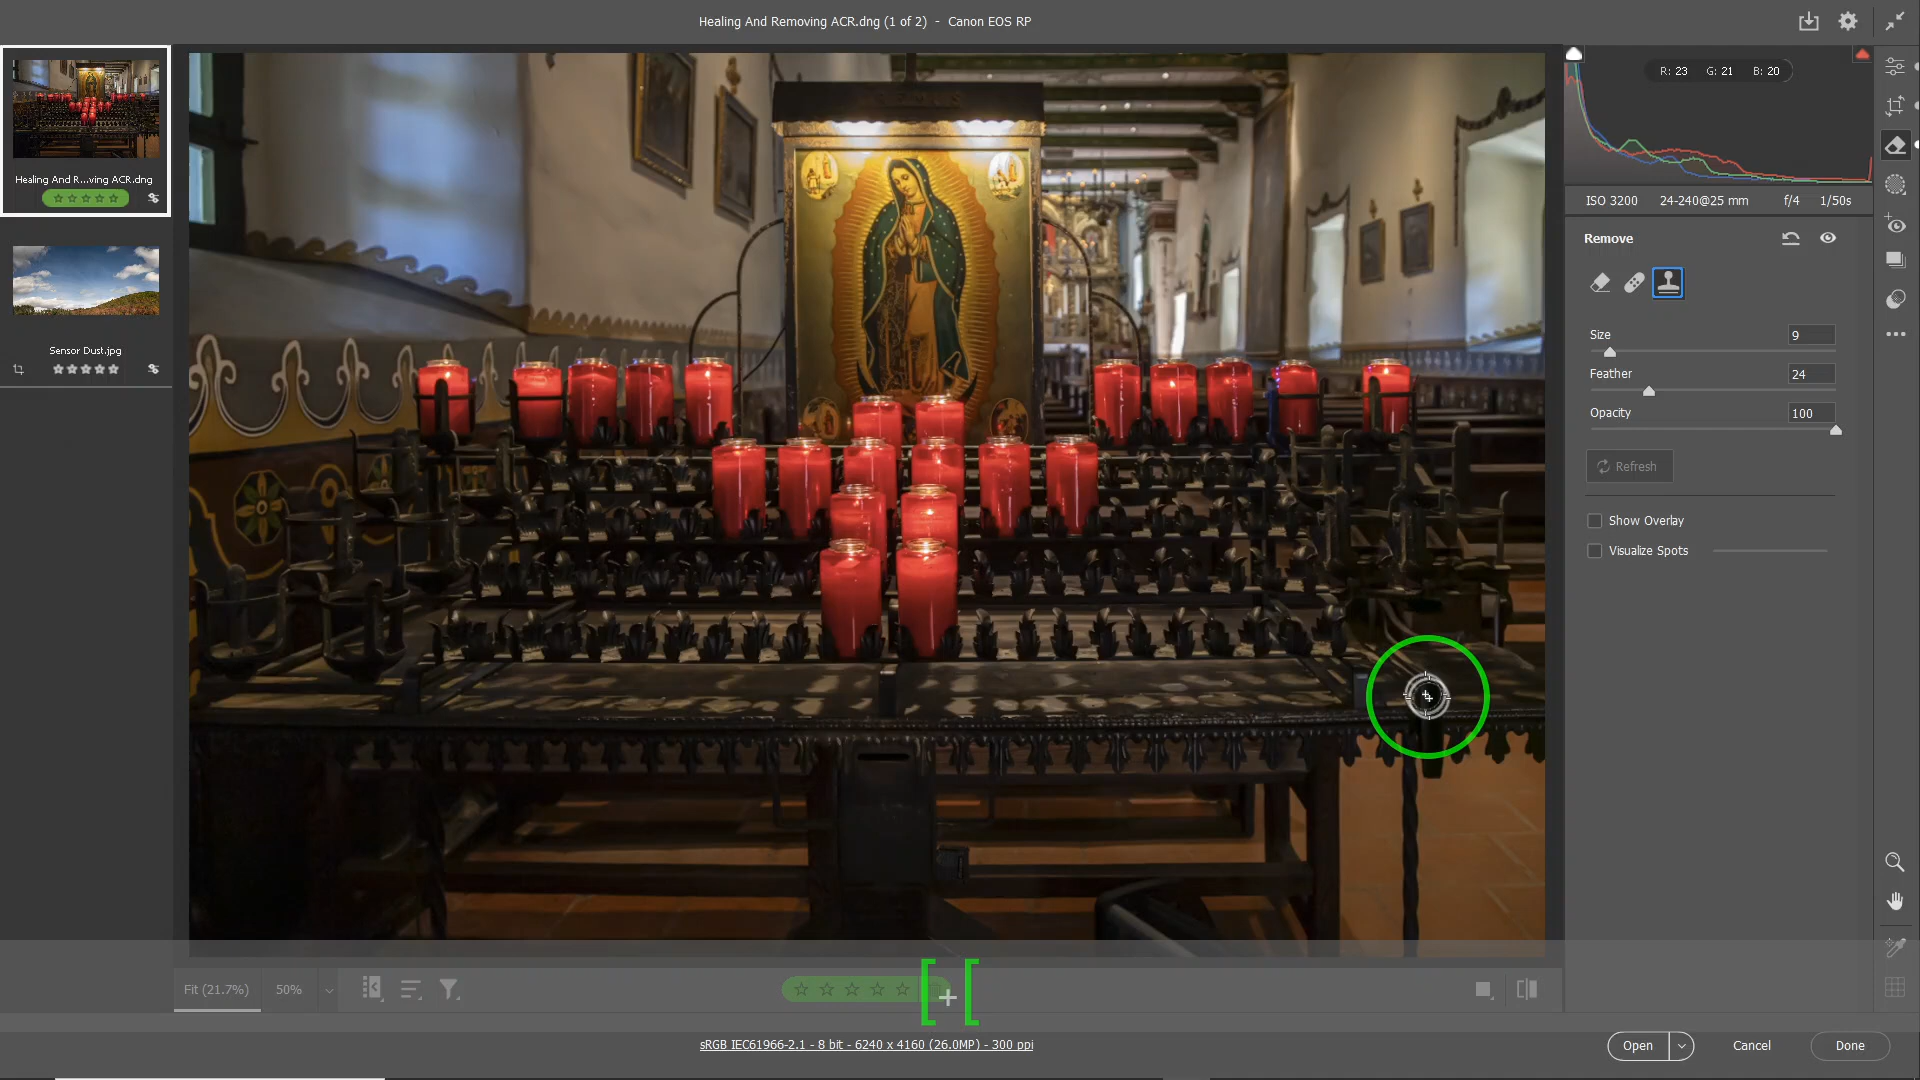 Healing And Removing ACR.dng (1 of 2) - Canon EOS RP
R: 23 G: 21 B: 20
Healing And R...ving ACR.dng
ISO 3200 24-240@25 mm f/4 1/50s
Remove
Size 9
Feather 24
Opacity 100
Refresh
Show Overlay
Visualize Spots
Sensor Dust.jpg
Fit (21.7%) 50%
[ + [
sRGB IEC61966-2.1 - 8 bit - 6240 x 4160 (26.0MP) - 300 ppi
Open Cancel Done